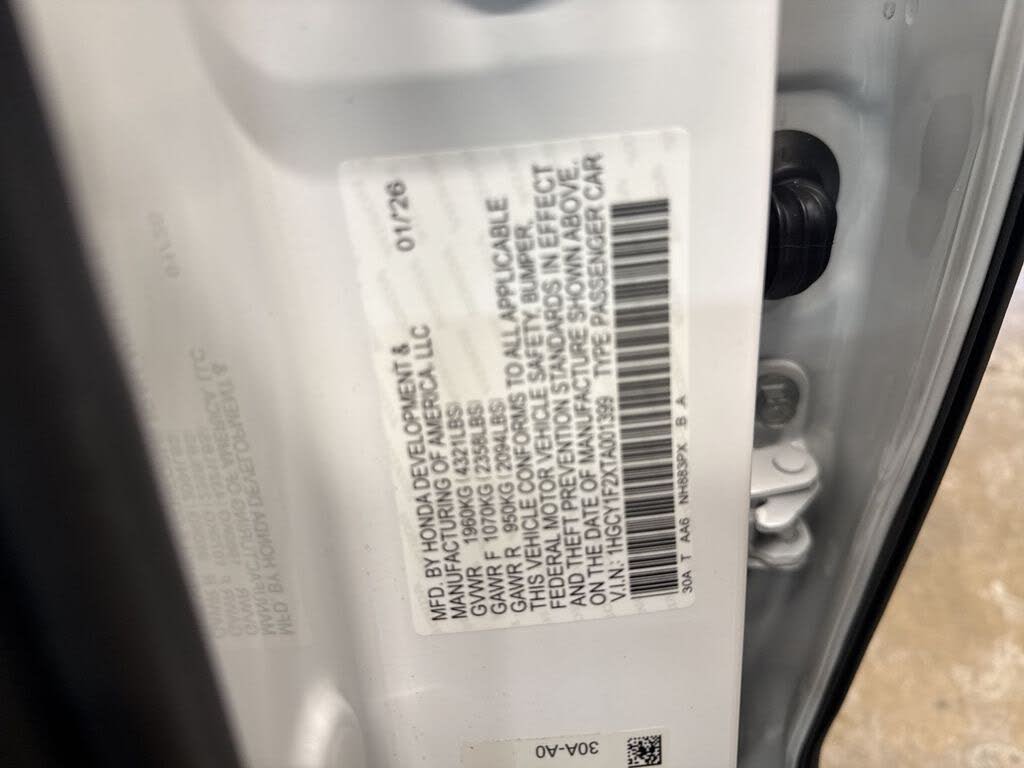 MFD. BY HONDA DEVELOPMENT &
MANUFACTURING OF AMERICA, LLC 01/26
GVWR 1960KG (4321LBS)
GAWR F 1070KG (2358LBS)
GAWR R 950KG (2094LBS)
THIS VEHICLE CONFORMS TO ALL APPLICABLE
FEDERAL MOTOR VEHICLE SAFETY, BUMPER,
AND THEFT PREVENTION STANDARDS IN EFFECT
ON THE DATE OF MANUFACTURE SHOWN ABOVE.
V.I.N.: 1HGCY1F2XTA001399 TYPE PASSENGER CAR
30A T AA6 NH883PX B A
30A-A0